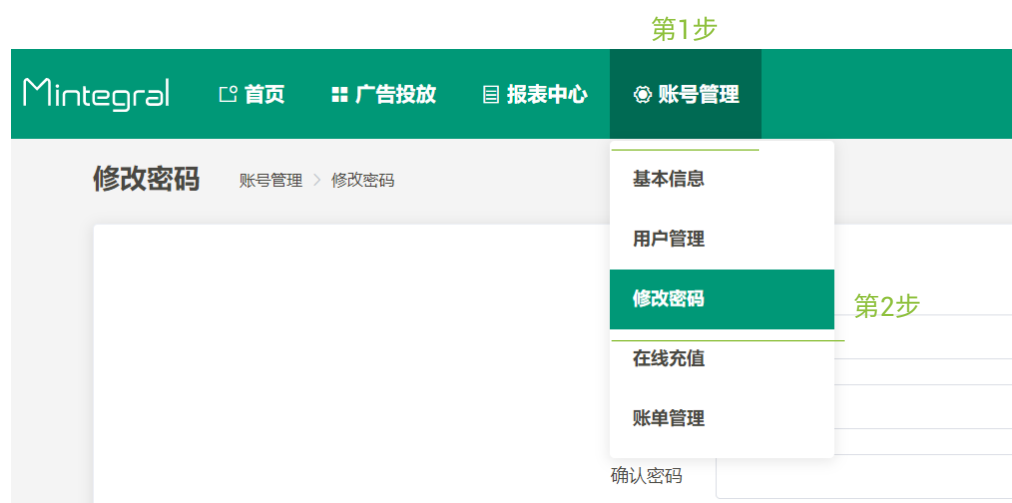 第1步
Mintegral 首页 广告投放 报表中心 账号管理
修改密码 账号管理 > 修改密码
基本信息
用户管理
修改密码
第2步
在线充值
账单管理
确认密码